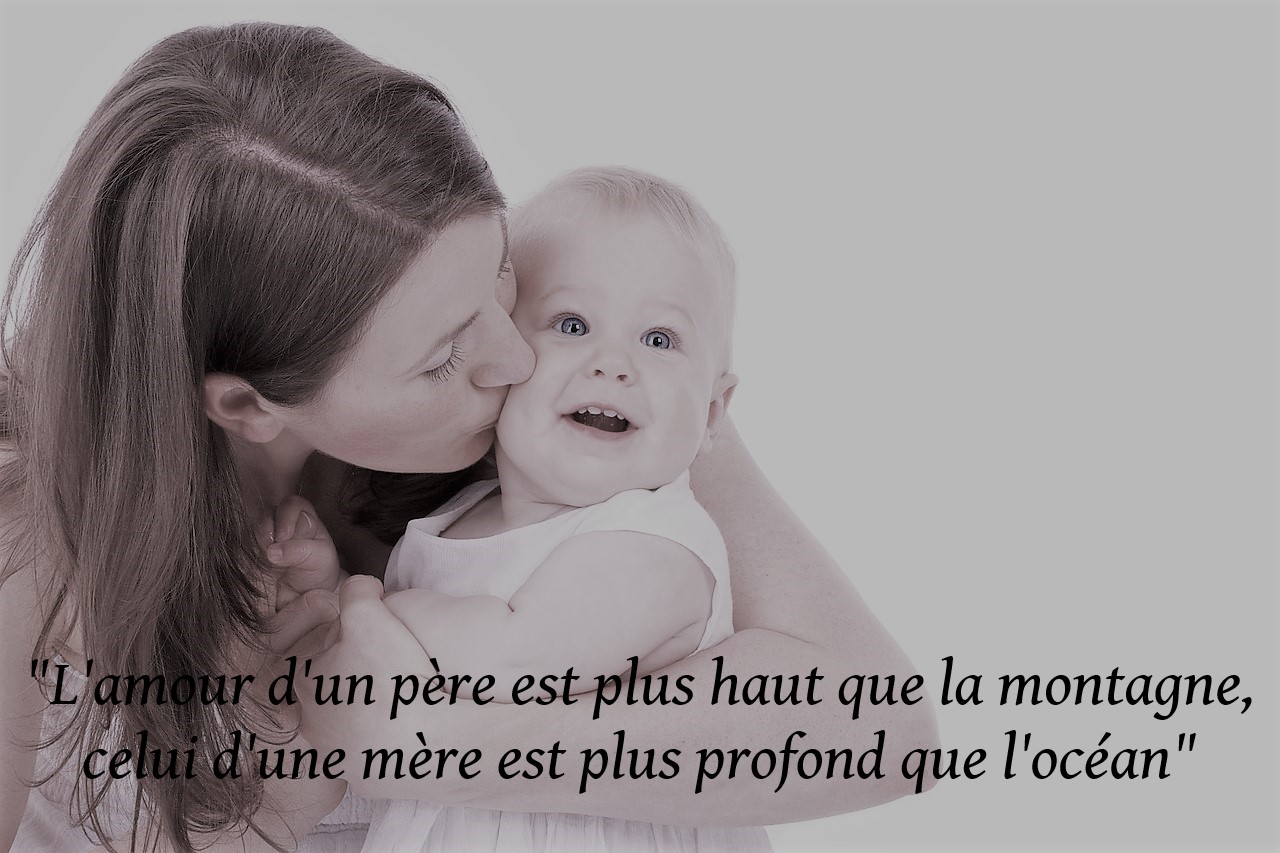 "L'amour d'un père est plus haut que la montagne,
celui d'une mère est plus profond que l'océan"